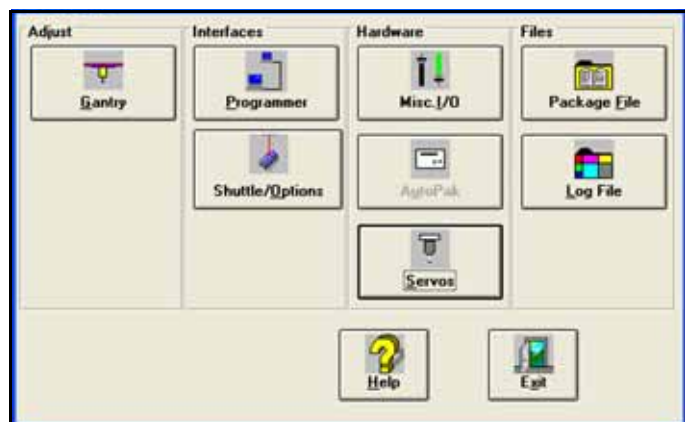 Adjust Interfaces Hardware Files
Gantry Programmer Misc.I/O Package File
Shuttle/Options AutoPak Log File
Servos
Help Exit